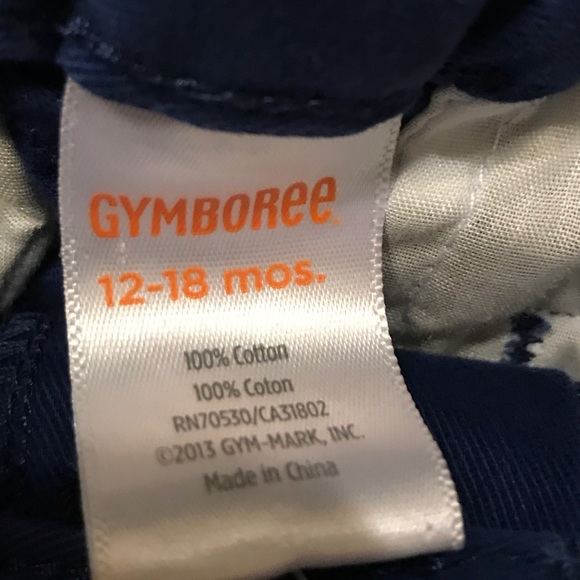 GYMBOREE
12-18 mos.
100% Cotton
100% Coton
RN70530/CA31802
©2013 GYM-MARK, INC.
Made in China